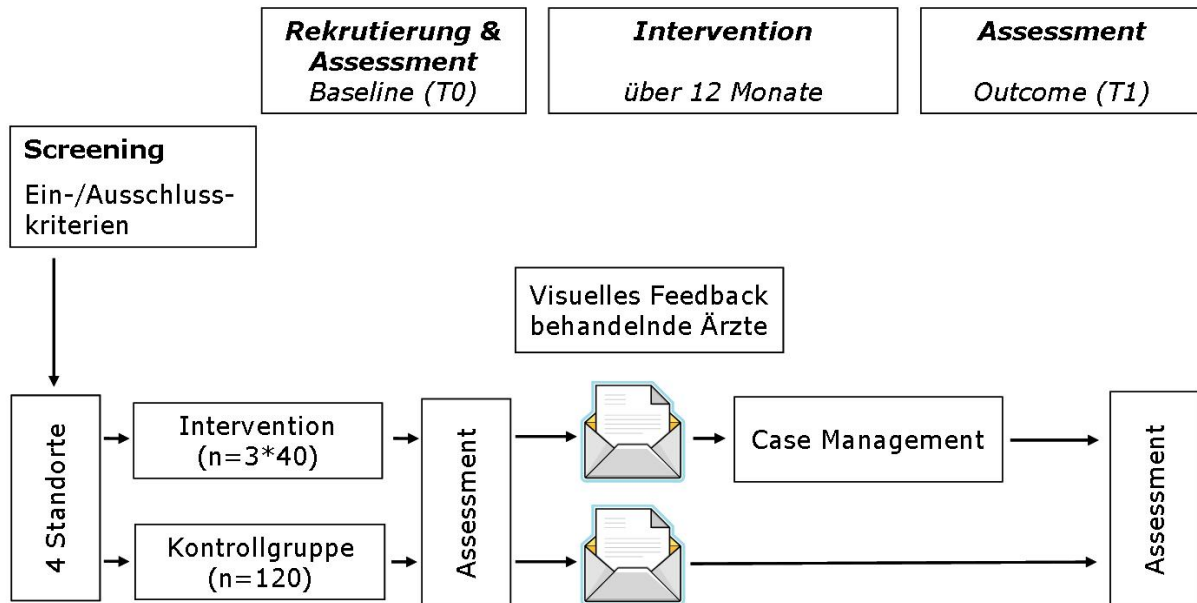 Rekrutierung &
Assessment
Baseline (T0)
Intervention
über 12 Monate
Assessment
Outcome (T1)
Screening
Ein-/Ausschluss-
kriterien
Visuelles Feedback
behandelnde Ärzte
4 Standorte
Intervention
(n=3*40)
Kontrollgruppe
(n=120)
Assessment
Case Management
Assessment